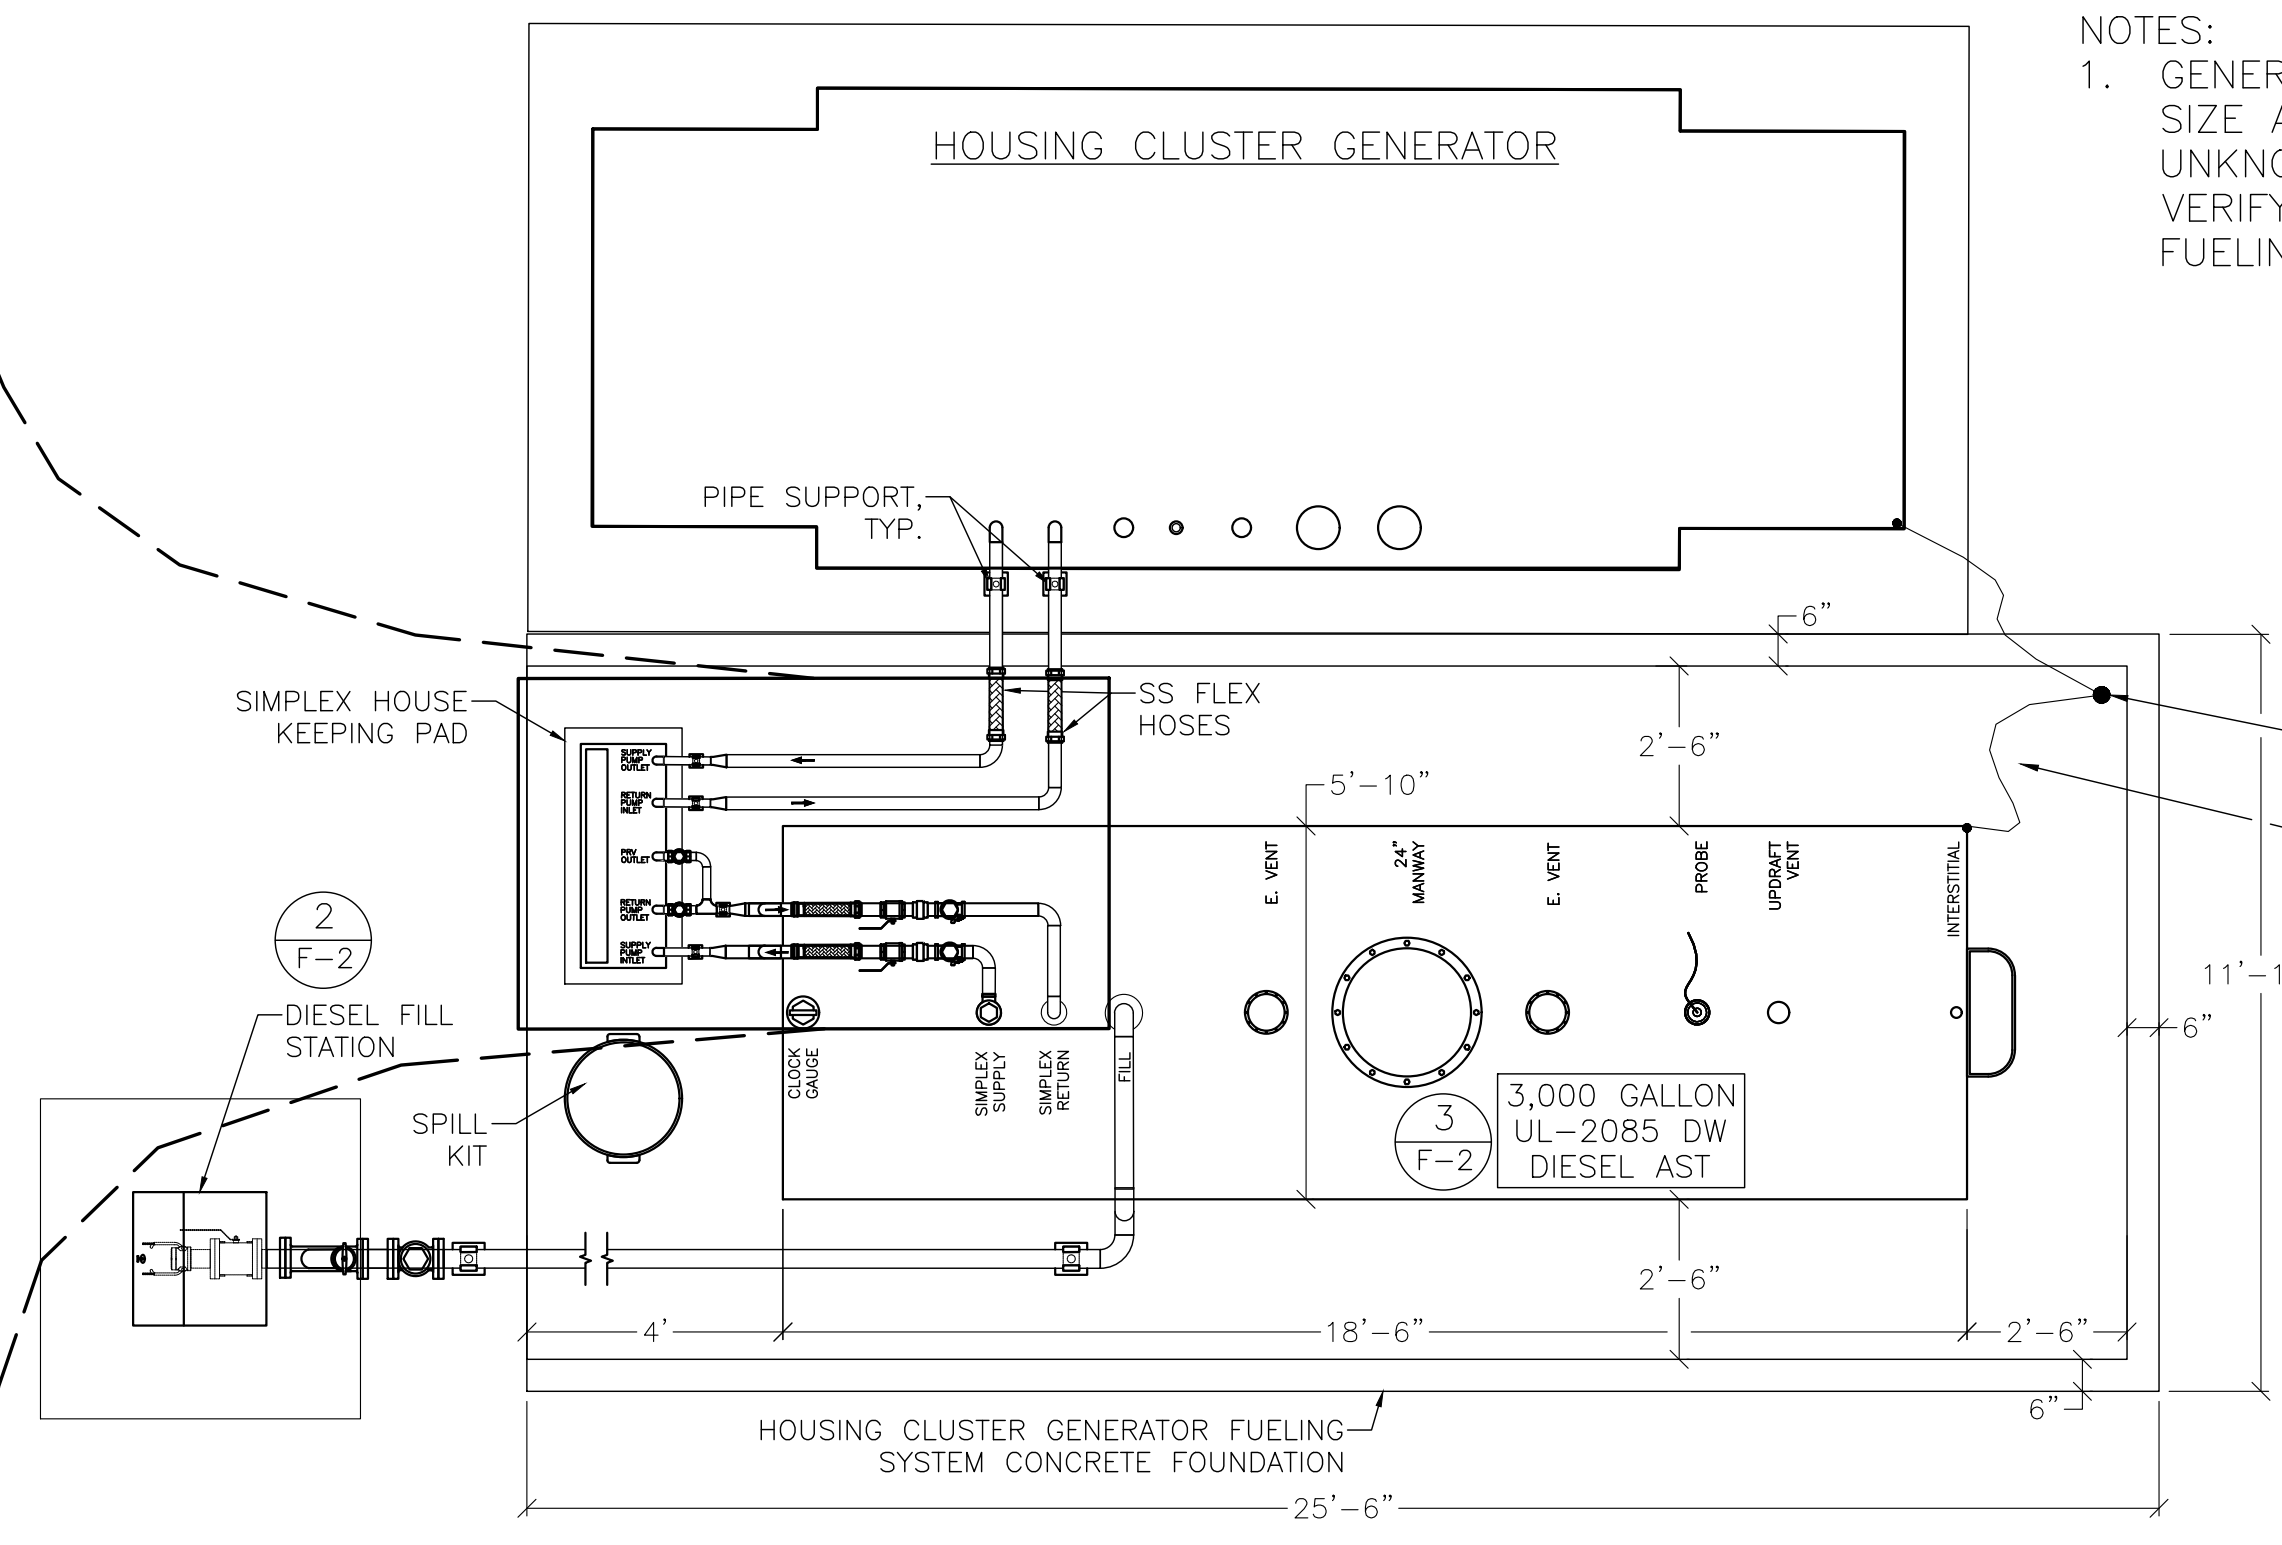 NOTES:
1. GENER
SIZE A
UNKNO
VERIFY
FUELIN
HOUSING CLUSTER GENERATOR
PIPE SUPPORT,
TYP.
6”
SIMPLEX HOUSE
KEEPING PAD
SS FLEX
HOSES
2'-6”
5'-10”
SUPPLY
PUMP
OUTLET
RETURN
PUMP
INLET
PRV
OUTLET
RETURN
PUMP
OUTLET
SUPPLY
PUMP
INTLET
E. VENT
24”
MANWAY
E. VENT
PROBE
UPDRAFT
VENT
INTERSTITIAL
2
F-2
DIESEL FILL
STATION
11'-1
6”
CLOCK
GAUGE
SIMPLEX
SUPPLY
SIMPLEX
RETURN
FILL
SPILL
KIT
3
F-2
3,000 GALLON
UL-2085 DW
DIESEL AST
2'-6”
4'
18'-6”
2'-6”
6”
HOUSING CLUSTER GENERATOR FUELING
SYSTEM CONCRETE FOUNDATION
25'-6”